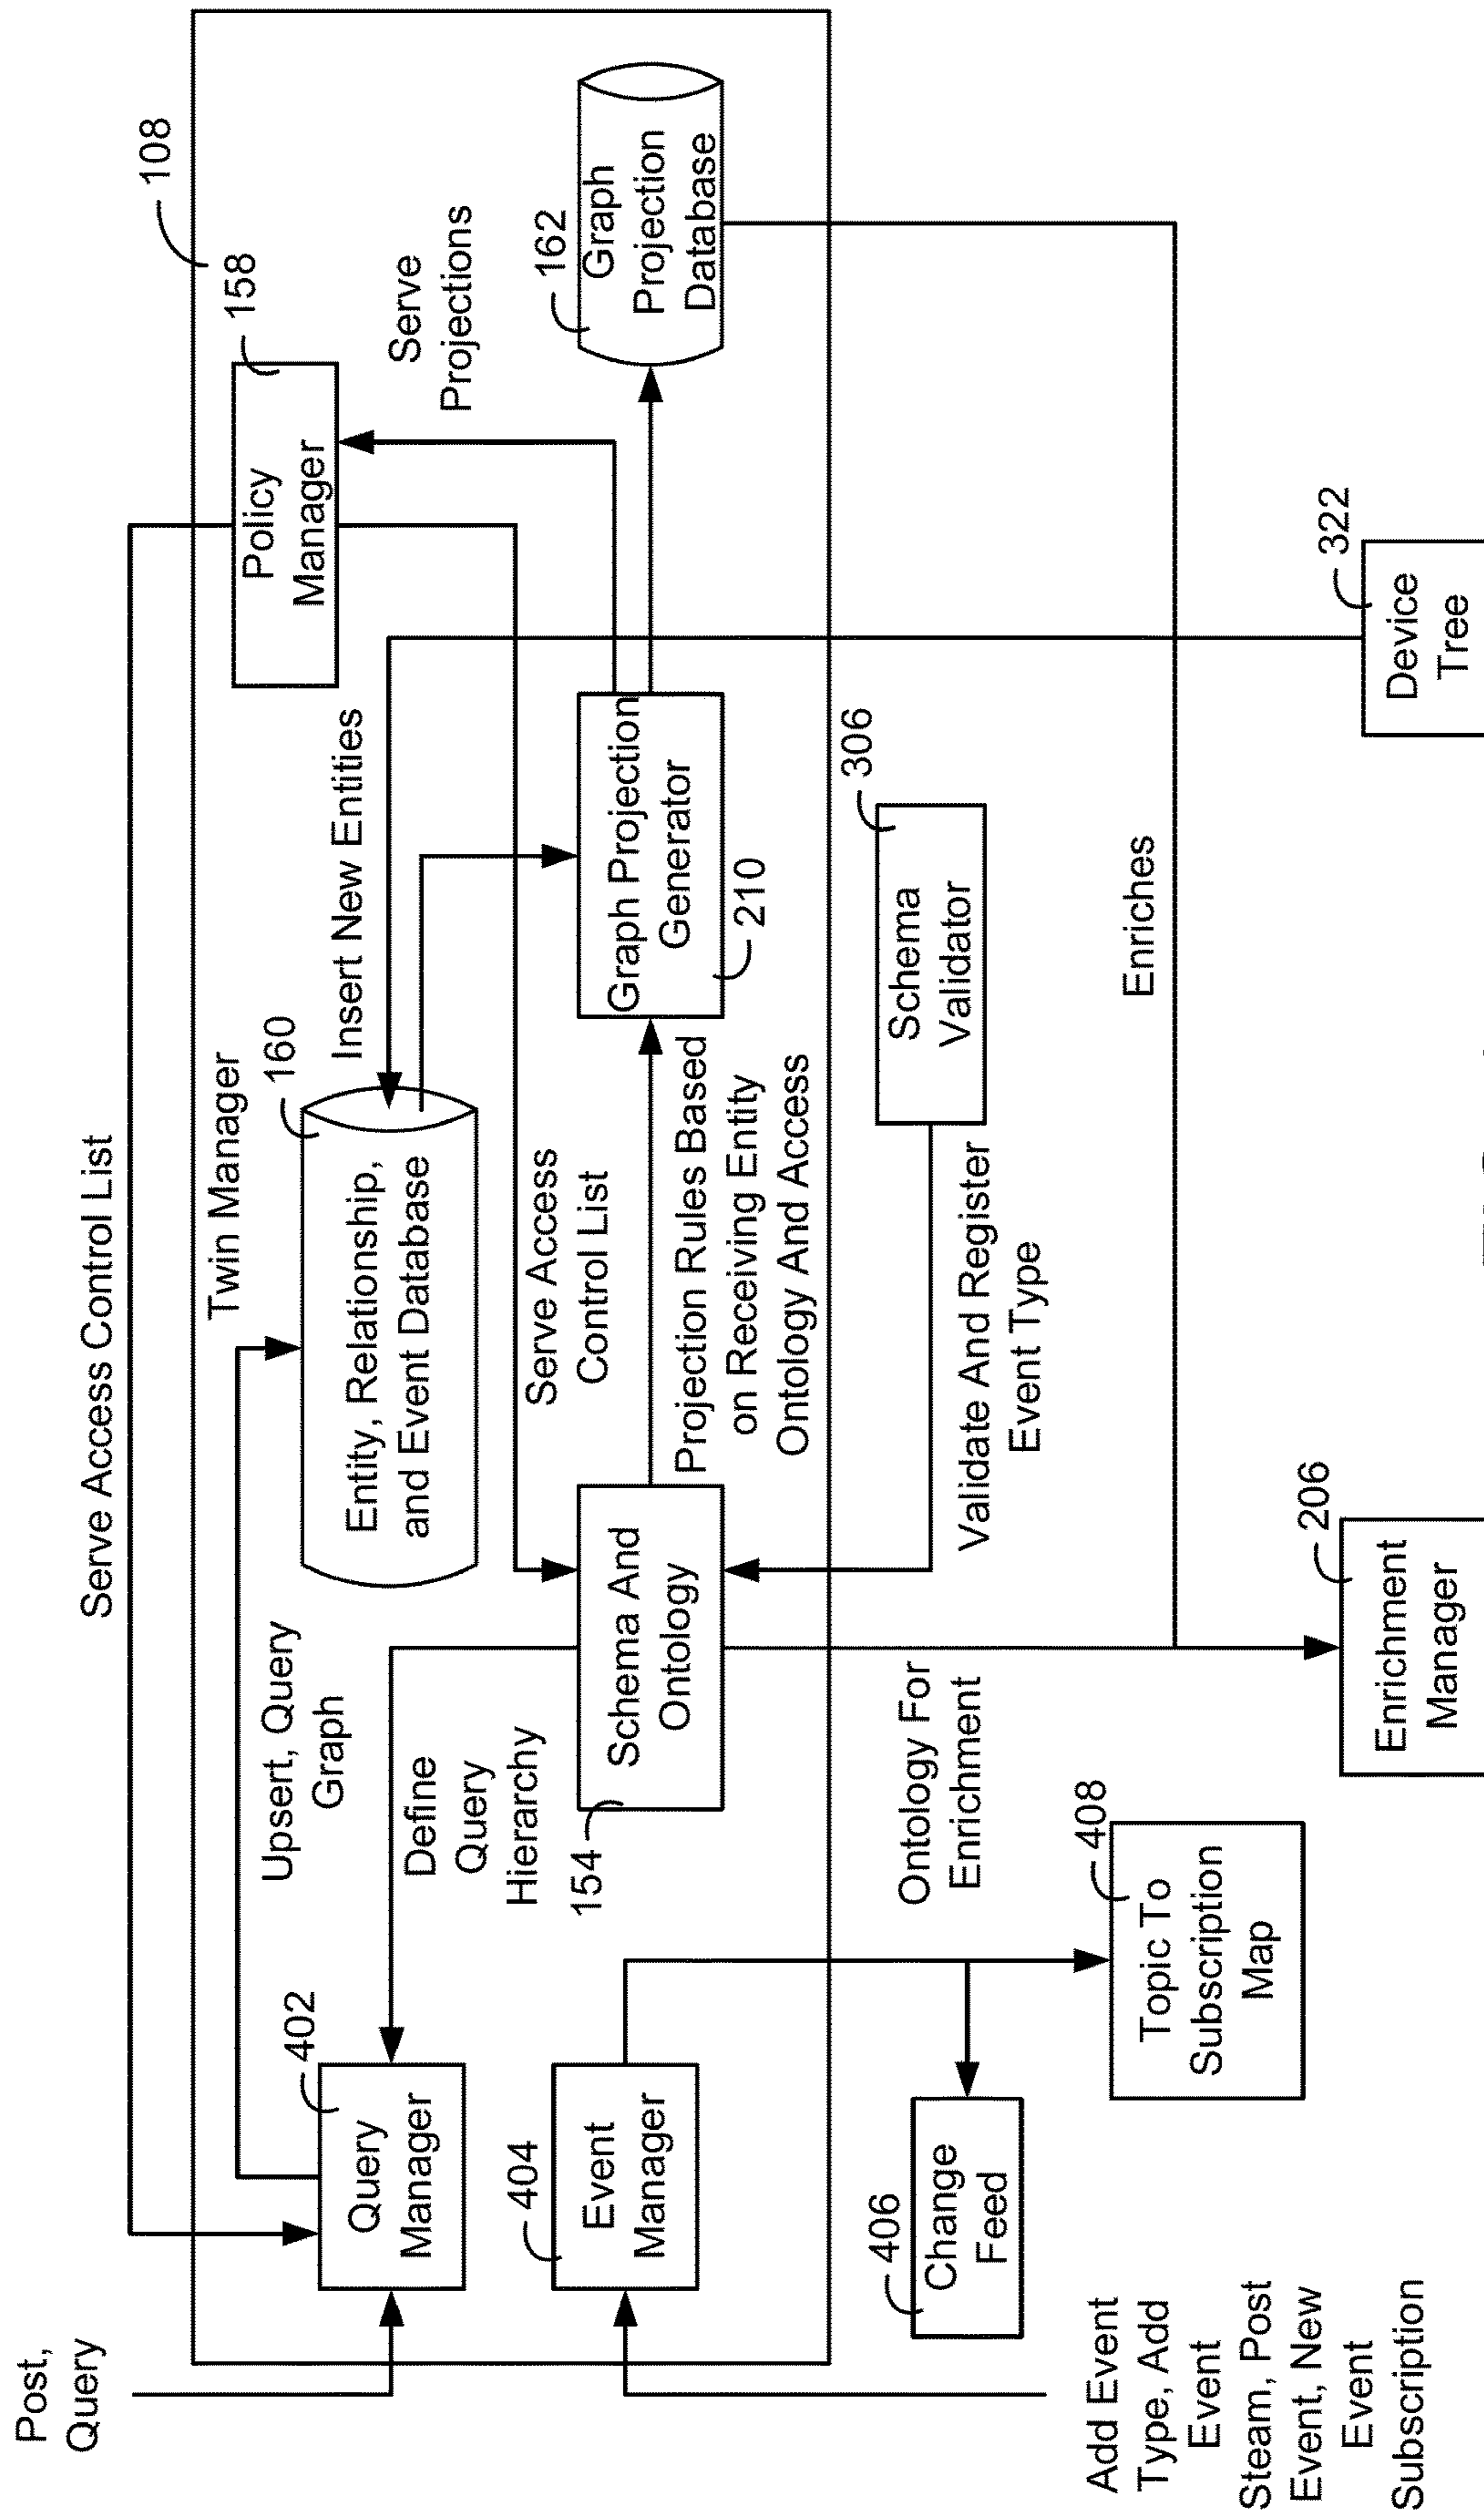 Post,
Query
Serve Access Control List
108
Twin Manager
Upsert, Query
Graph
402
Query
Manager
Define
Query
Hierarchy
160
Entity, Relationship,
and Event Database
Insert New Entities
158
Policy
Manager
Serve
Projections
Serve Access
Control List
404
Event
Manager
154
Schema And
Ontology
Projection Rules Based
on Receiving Entity
Ontology And Access
Graph Projection
Generator
210
162
Graph
Projection
Database
406
Change
Feed
Ontology For
Enrichment
Validate And Register
Event Type
306
Schema
Validator
Enriches
408
Topic To
Subscription
Map
206
Enrichment
Manager
322
Device
Tree
Add Event
Type, Add
Event
Steam, Post
Event, New
Event
Subscription